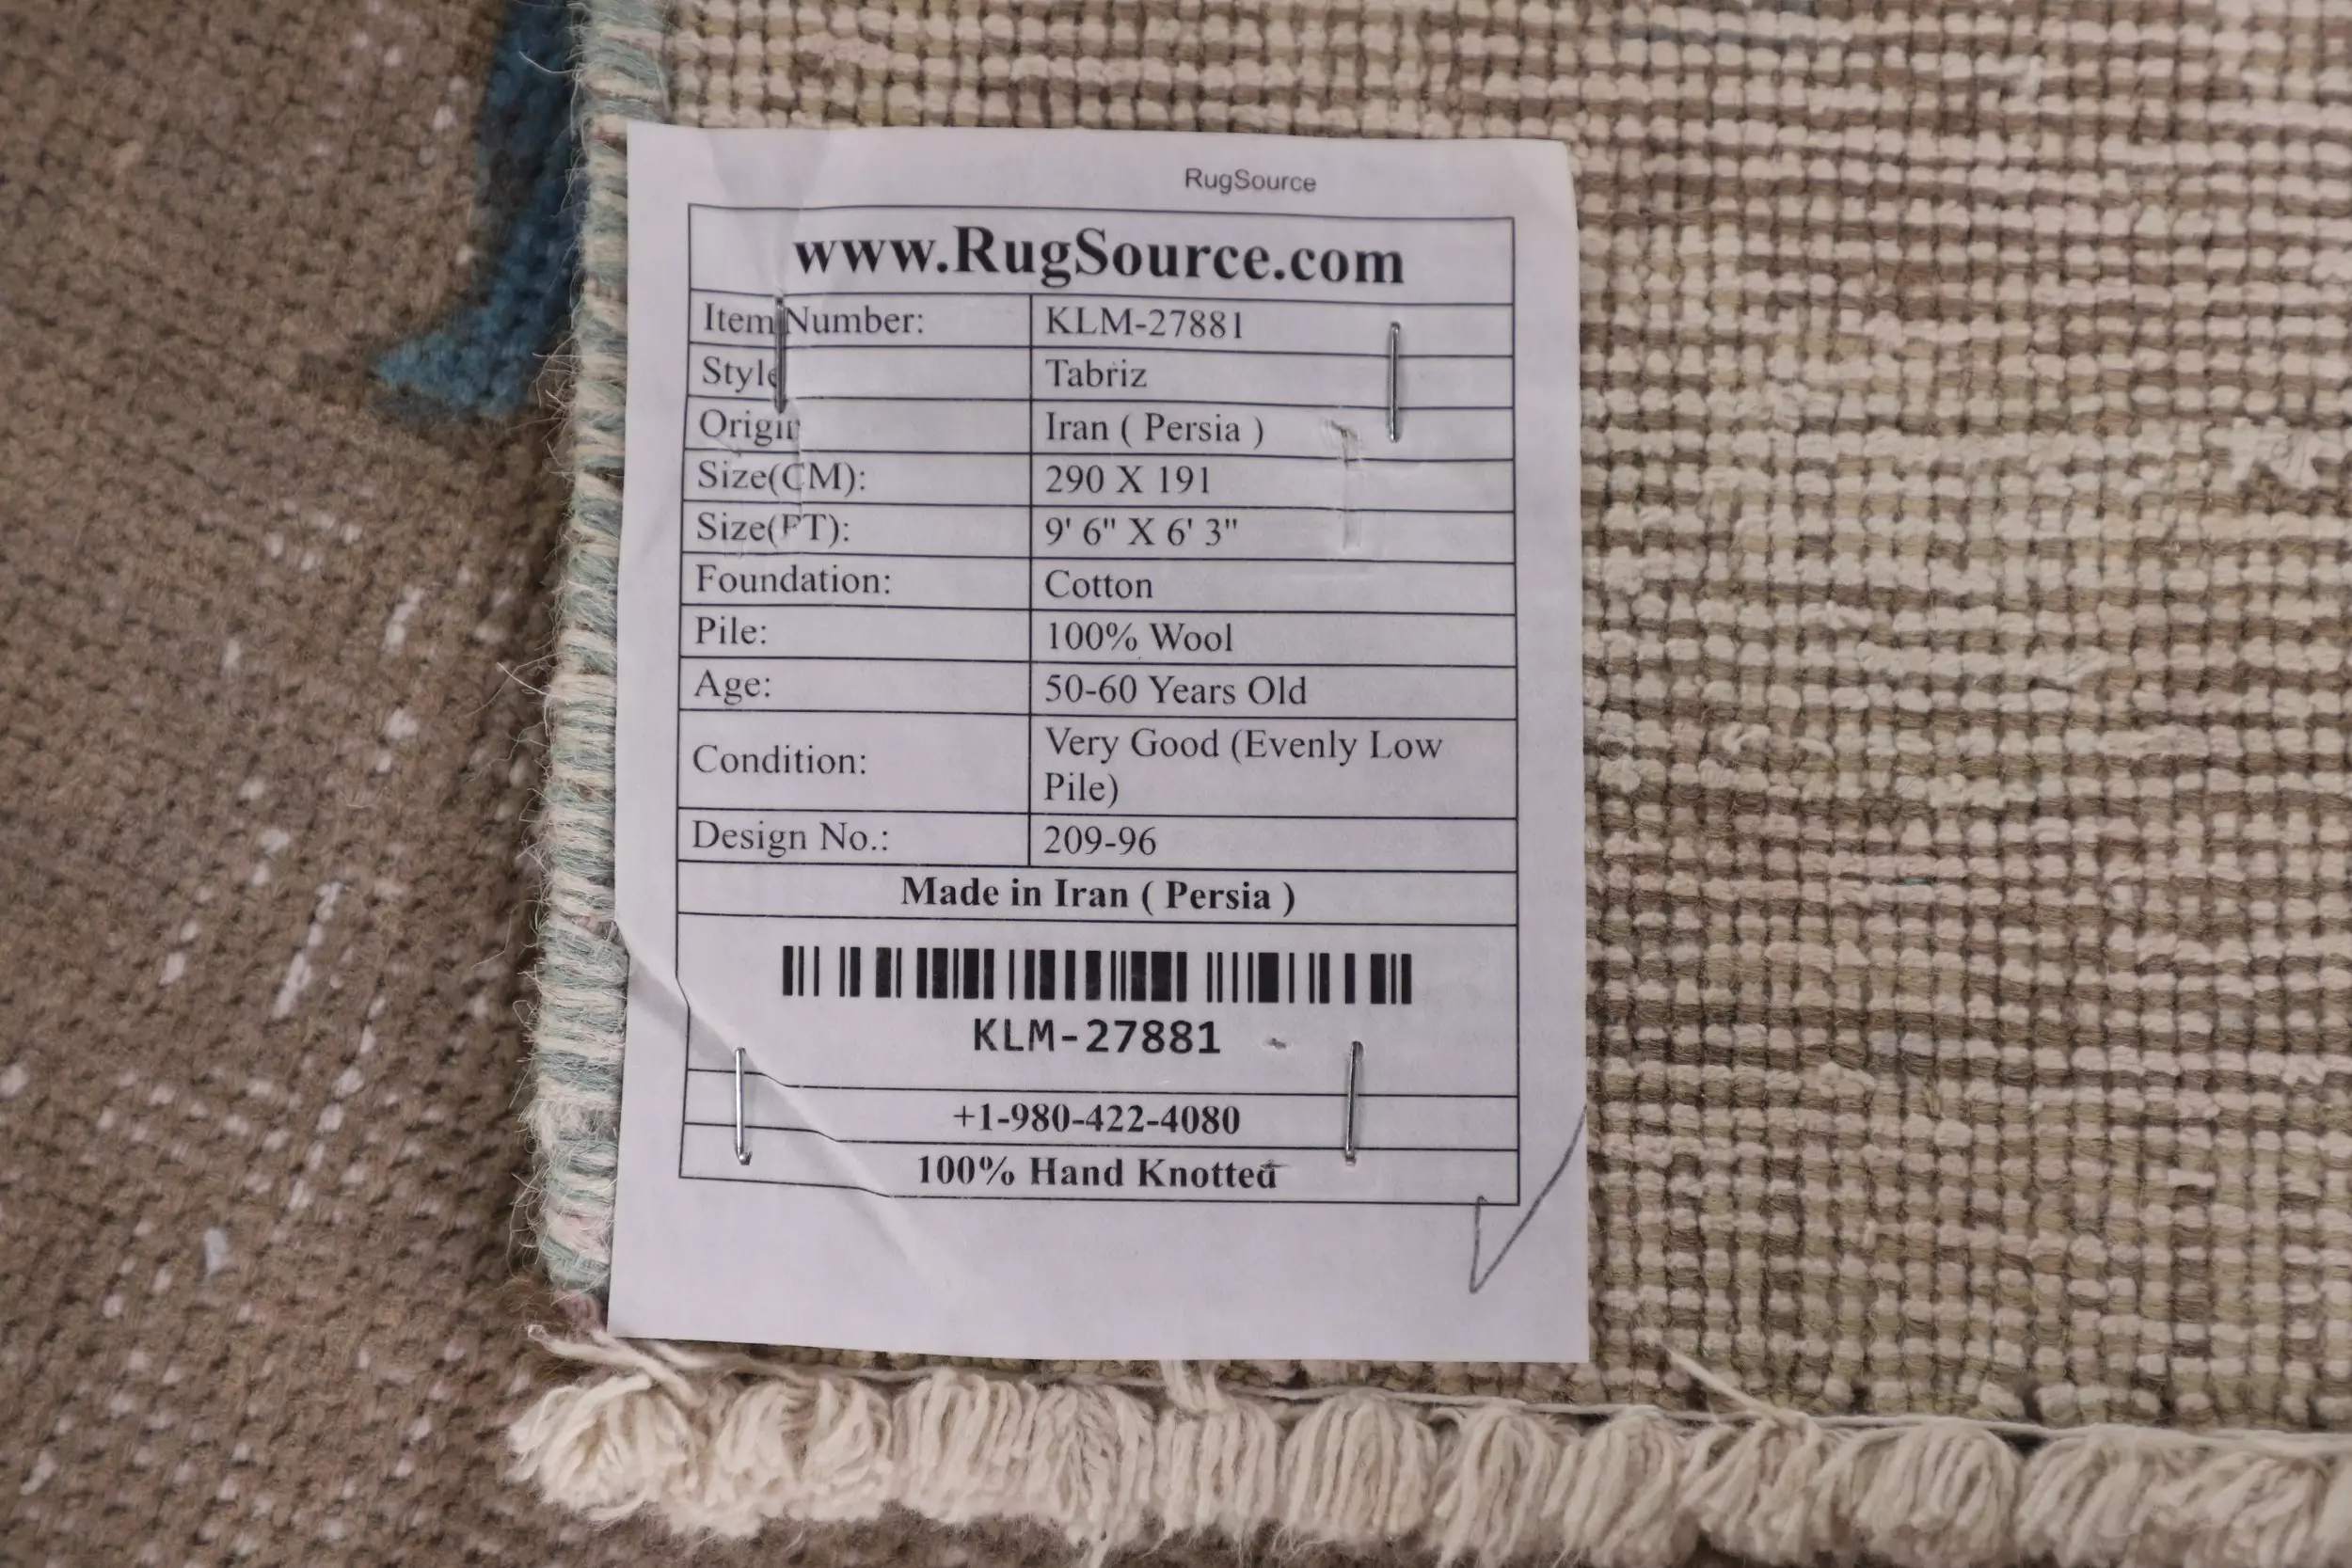 RugSource
www.RugSource.com
Item Number: KLM-27881
Style Tabriz
Origin Iran ( Persia )
Size(CM): 290 X 191
Size(FT): 9' 6" X 6' 3"
Foundation: Cotton
Pile: 100% Wool
Age: 50-60 Years Old
Condition: Very Good (Evenly Low
Pile)
Design No.: 209-96
Made in Iran ( Persia )
KLM-27881
+1-980-422-4080
100% Hand Knotted